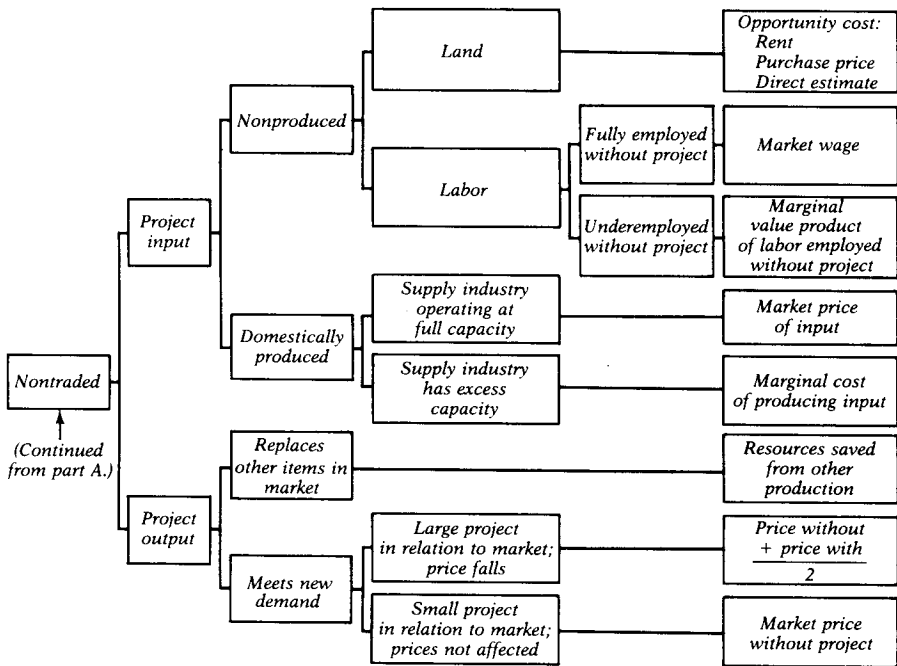 Opportunity cost:
Rent
Purchase price
Direct estimate
Land
Nonproduced
Fully employed
without project
Market wage
Labor
Project
input
Underemployed
without project
Marginal
value product
of labor employed
without project
Supply industry
operating at
full capacity
Market price
of input
Domestically
produced
Nontraded
Supply industry
has excess
capacity
Marginal cost
of producing input
(Continued
from part A.)
Replaces
other items in
market
Resources saved
from other
production
Project
output
Large project
in relation to market;
price falls
Price without
+ price with
2
Meets new
demand
Small project
in relation to market;
prices not affected
Market price
without project